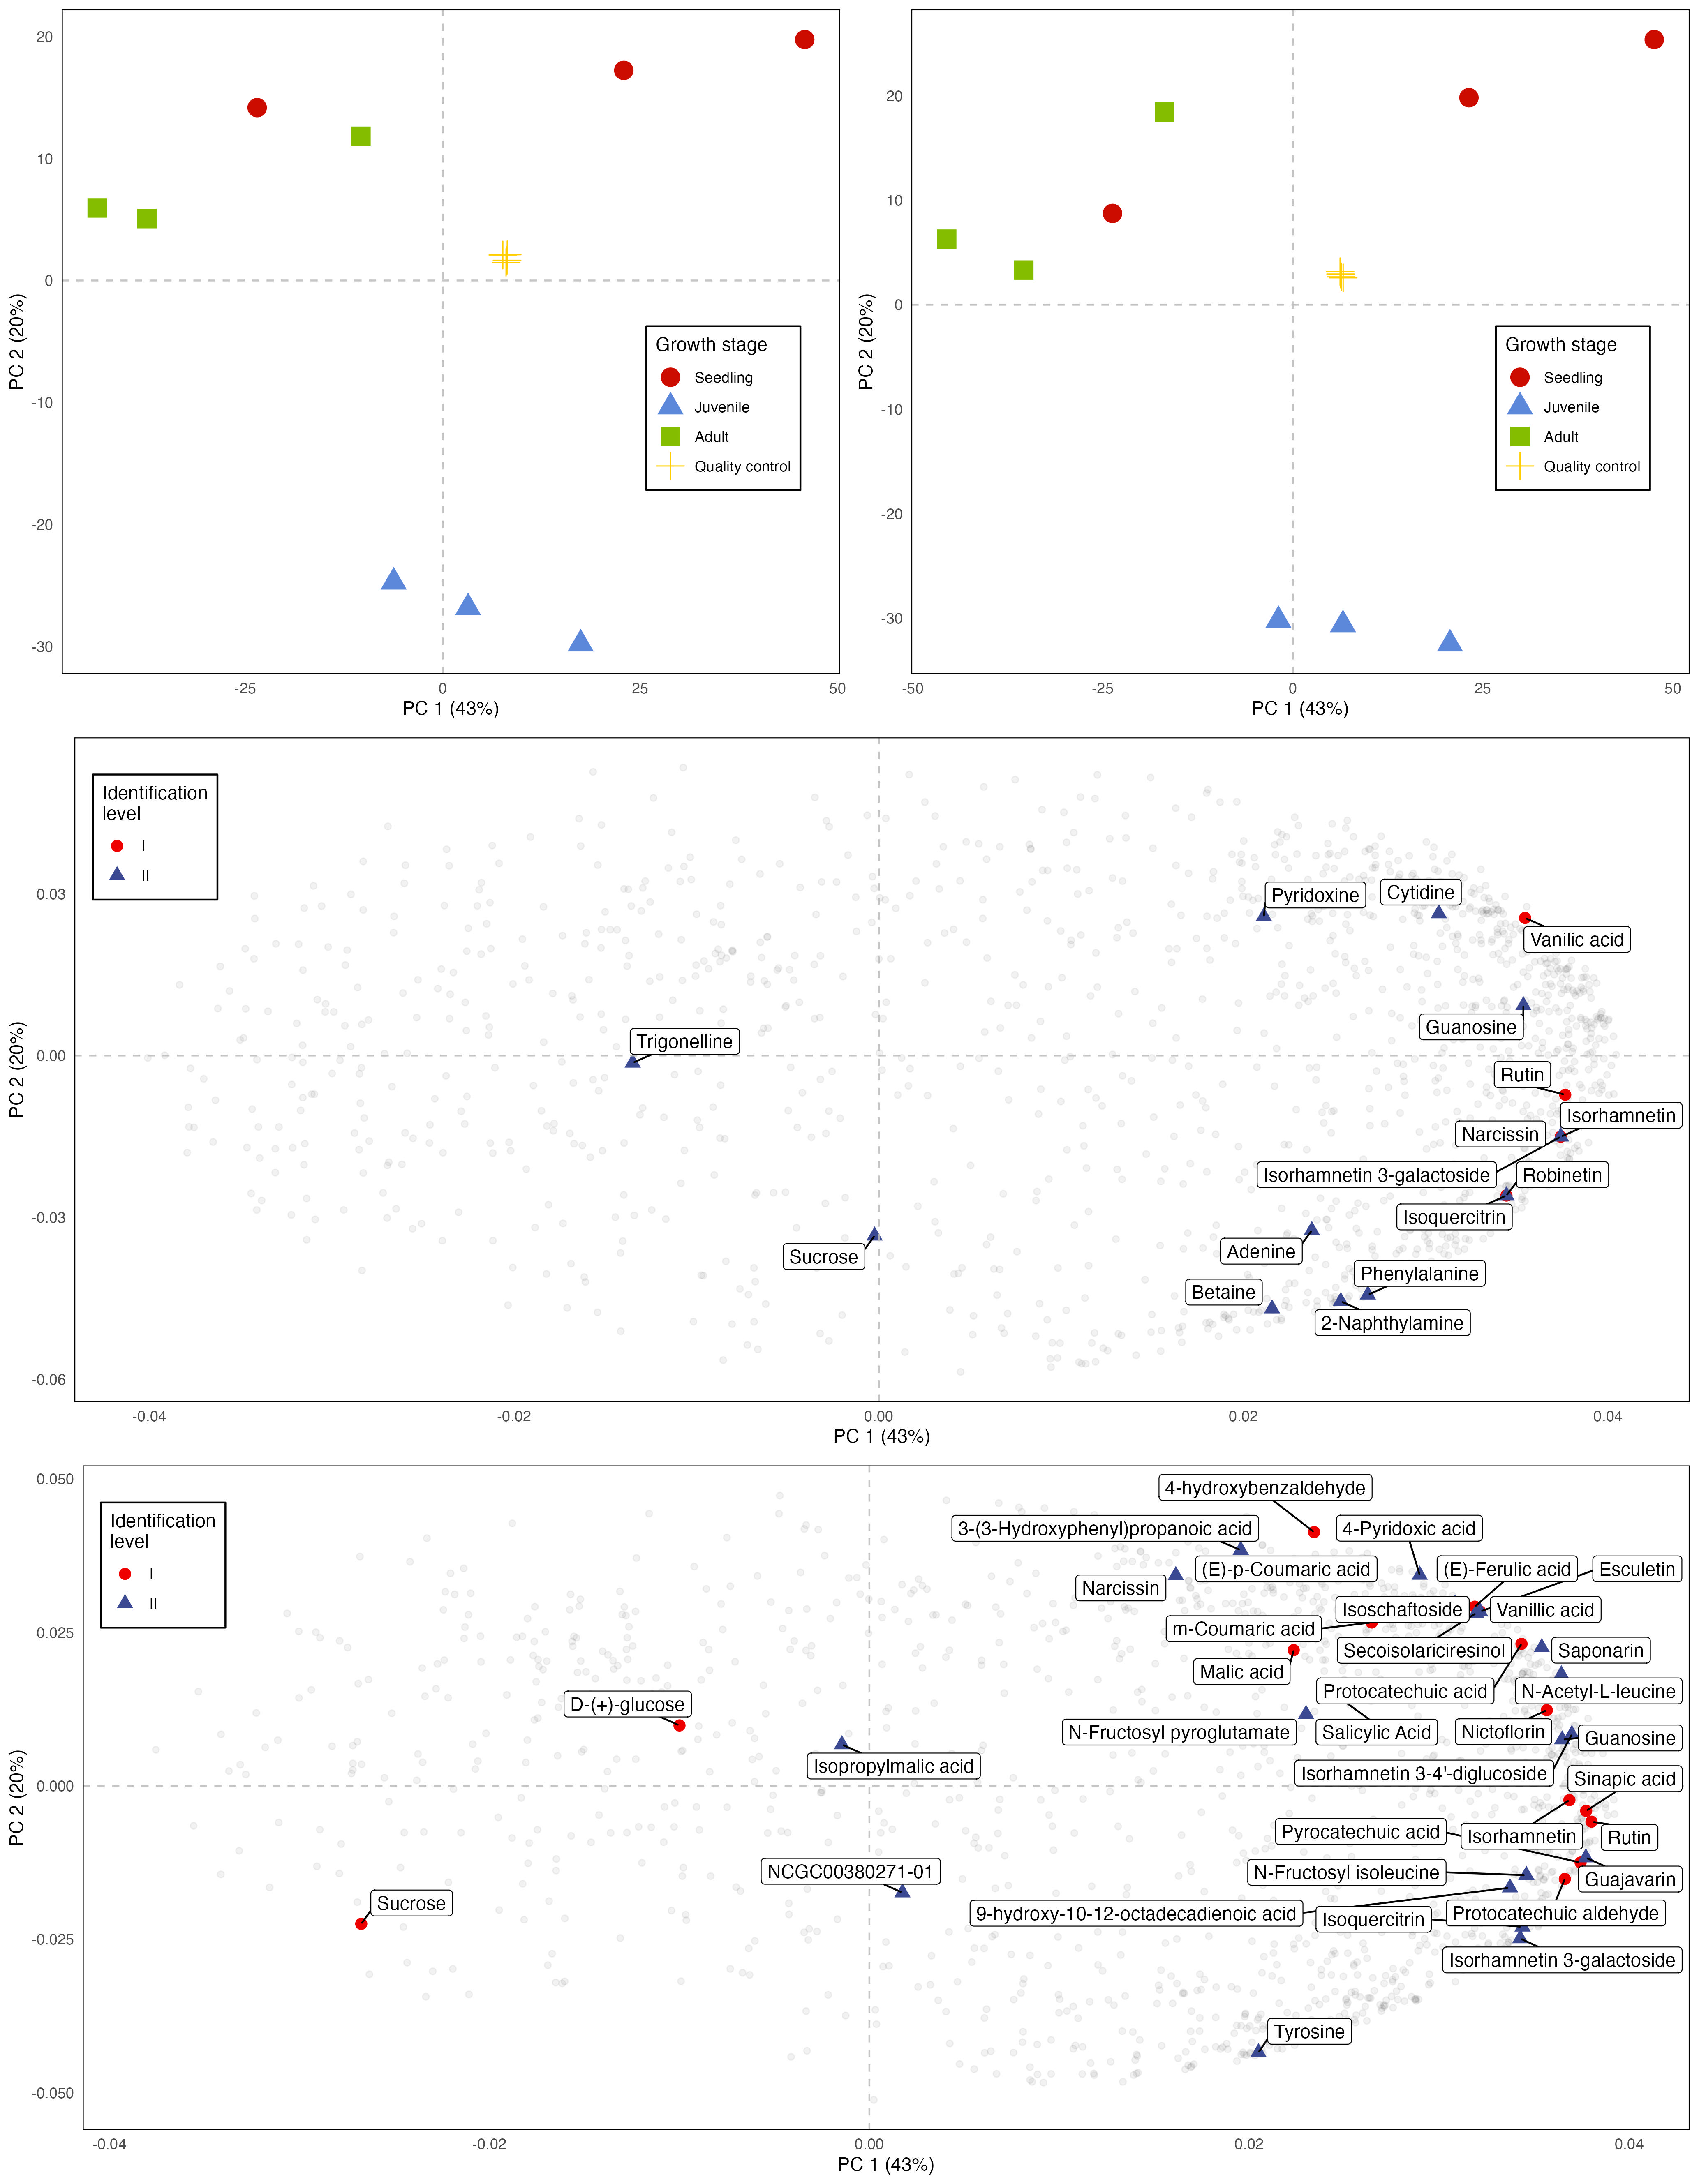 20
10
0
-10
-20
-30
PC 2 (20%)
Growth stage
Seedling
Juvenile
Adult
Quality control
-25
0
25
50
PC 1 (43%)
20
10
0
-10
-20
-30
PC 2 (20%)
Growth stage
Seedling
Juvenile
Adult
Quality control
-50
-25
0
25
50
PC 1 (43%)
Identification
level
I
II
0.03
0.00
-0.03
-0.06
PC 2 (20%)
Pyridoxine
Cytidine
Vanilic acid
Guanosine
Trigonelline
Rutin
Isorhamnetin
Narcissin
Isorhamnetin 3-galactoside
Robinetin
Isoquercitrin
Sucrose
Adenine
Phenylalanine
Betaine
2-Naphthylamine
-0.04
-0.02
0.00
0.02
0.04
PC 1 (43%)
Identification
level
I
II
0.050
0.025
0.000
-0.025
-0.050
PC 2 (20%)
4-hydroxybenzaldehyde
3-(3-Hydroxyphenyl)propanoic acid
4-Pyridoxic acid
(E)-p-Coumaric acid
(E)-Ferulic acid
Esculetin
Narcissin
Isoschaftoside
Vanillic acid
m-Coumaric acid
Secoisolariciresinol
Saponarin
Malic acid
Protocatechuic acid
N-Acetyl-L-leucine
D-(+)-glucose
N-Fructosyl pyroglutamate
Salicylic Acid
Nictoflorin
Guanosine
Isopropylmalic acid
Isorhamnetin 3-4'-diglucoside
Sinapic acid
Pyrocatechuic acid
Isorhamnetin
Rutin
NCGC00380271-01
N-Fructosyl isoleucine
Guajavarin
Sucrose
9-hydroxy-10-12-octadecadienoic acid
Isoquercitrin
Protocatechuic aldehyde
Isorhamnetin 3-galactoside
Tyrosine
-0.04
-0.02
0.00
0.02
0.04
PC 1 (43%)